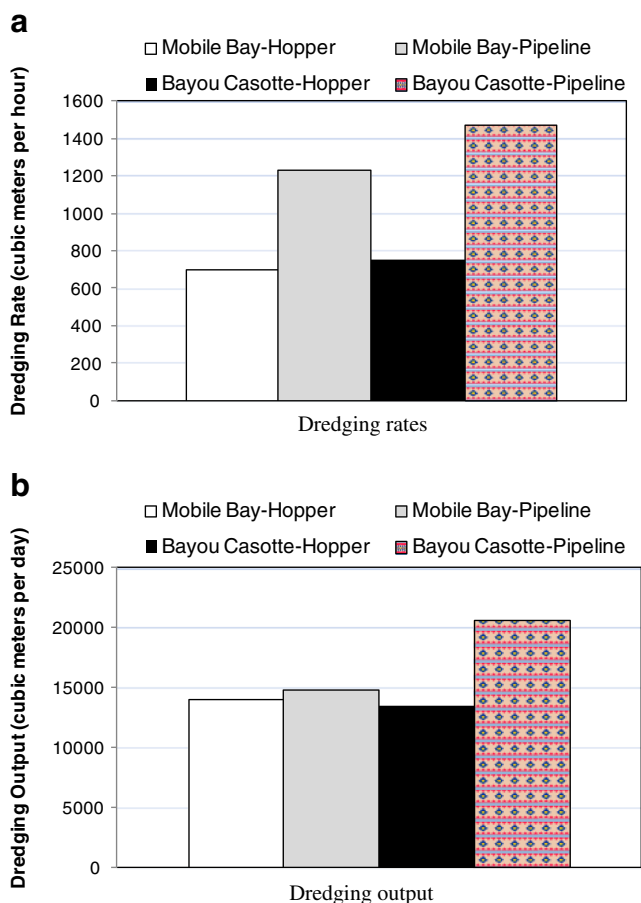 a
Mobile Bay-Hopper Mobile Bay-Pipeline
Bayou Casotte-Hopper Bayou Casotte-Pipeline
Dredging Rate (cubic meters per hour)
1600
1400
1200
1000
800
600
400
200
0
Dredging rates
b
Mobile Bay-Hopper Mobile Bay-Pipeline
Bayou Casotte-Hopper Bayou Casotte-Pipeline
Dredging Output (cubic meters per day)
25000
20000
15000
10000
5000
0
Dredging output